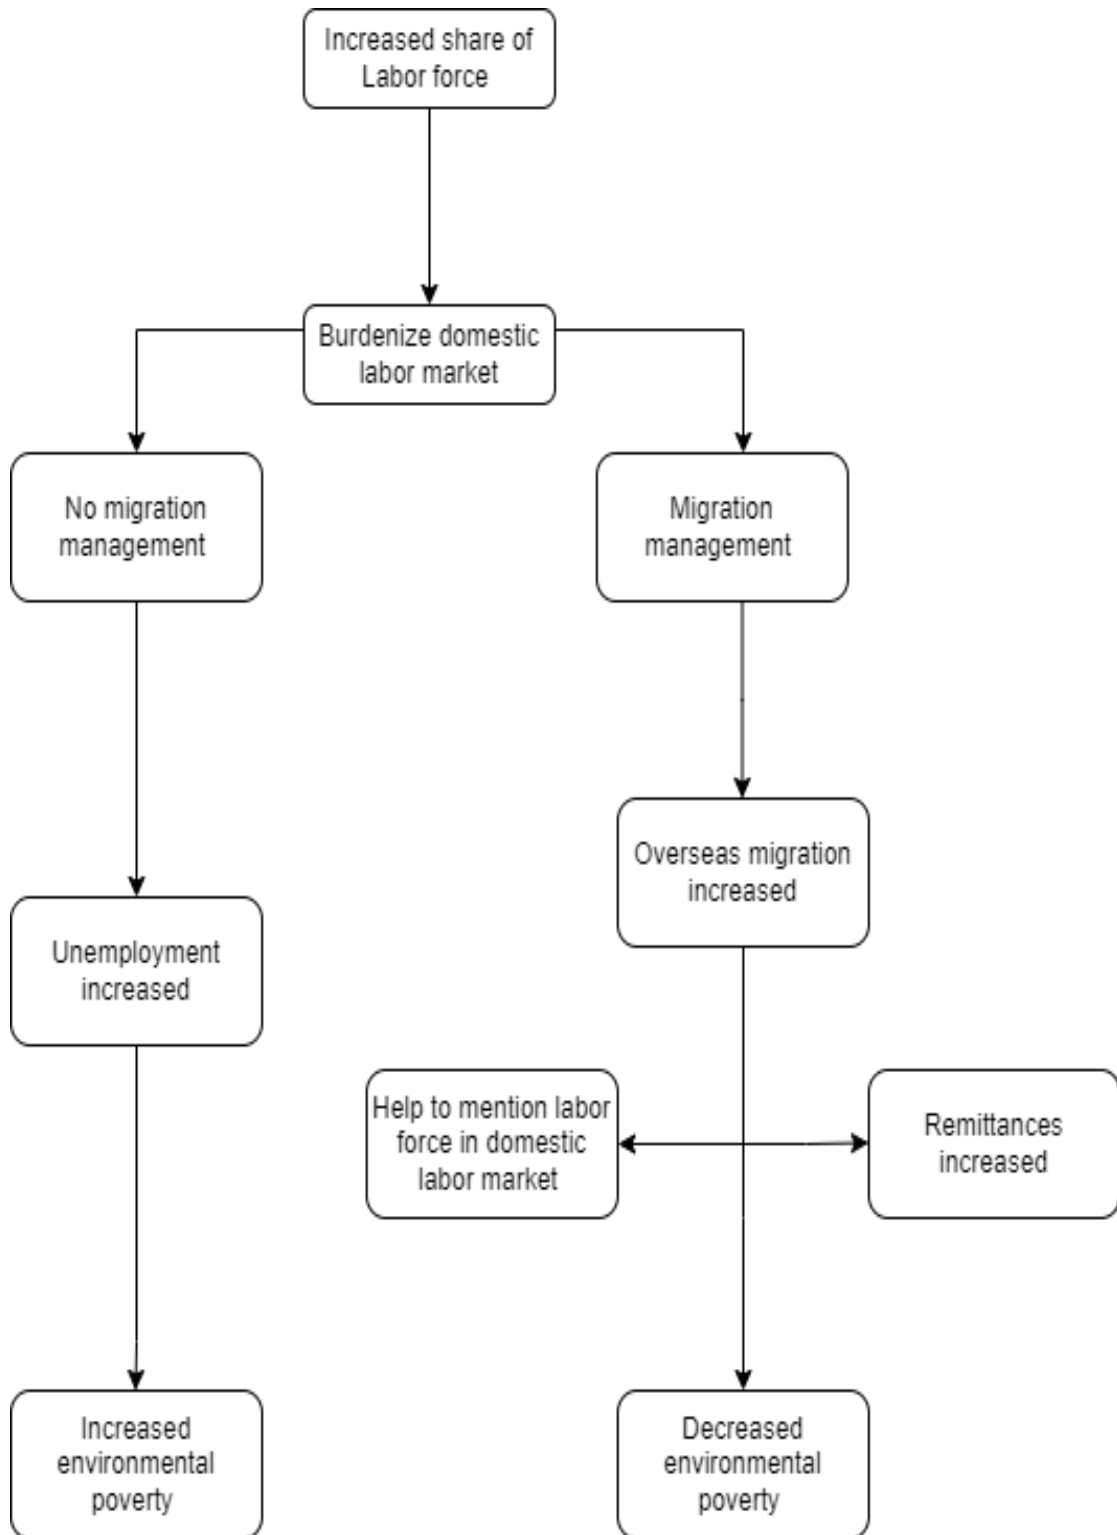 Increased share of
Labor force
Burdenize domestic
labor market
No migration
management
Migration
management
Overseas migration
increased
Unemployment
increased
Help to mention labor
force in domestic
labor market
Remittances
increased
Increased
environmental
poverty
Decreased
environmental
poverty